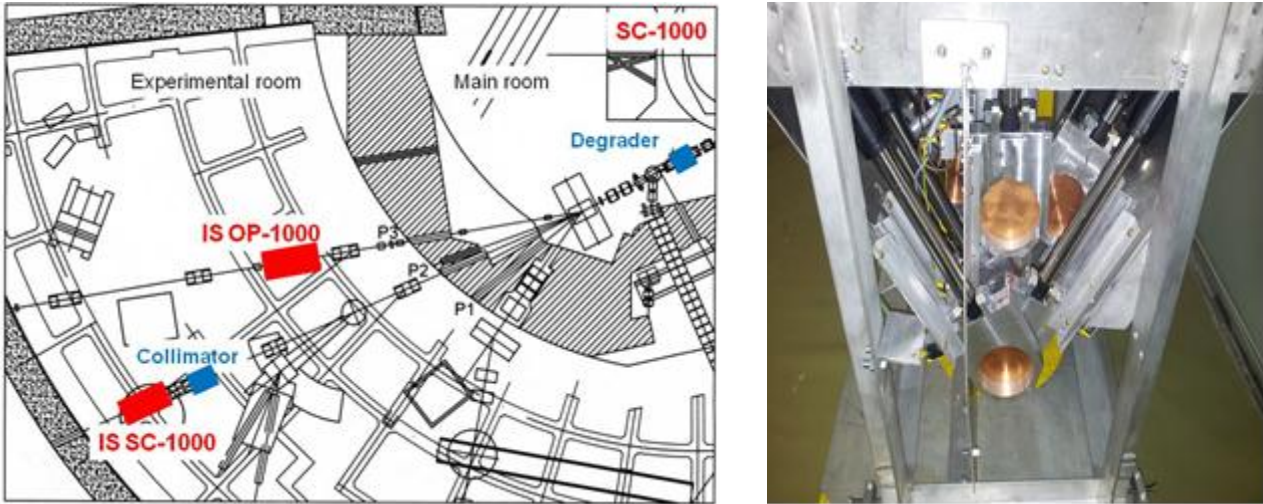 SC-1000
Experimental room
Main room
Degrader
IS OP-1000
P3
P2
P1
Collimator
IS SC-1000